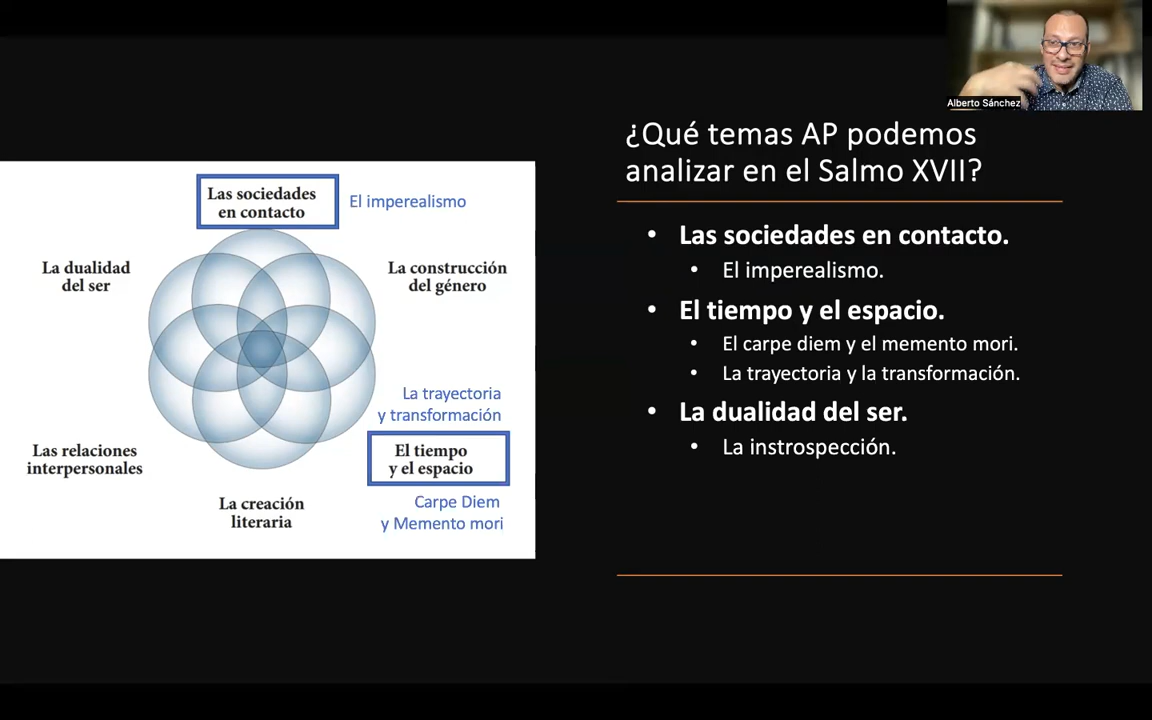 Alberto Sánchez
¿Qué temas AP podemos
analizar en el Salmo XVII?
Las sociedades
en contacto
El imperealismo
La dualidad
del ser
La construcción
del género
La trayectoria
y transformación
El tiempo
y el espacio
Las relaciones
interpersonales
Carpe Diem
y Memento mori
La creación
literaria
• Las sociedades en contacto.
• El imperealismo.
• El tiempo y el espacio.
• El carpe diem y el memento mori.
• La trayectoria y la transformación.
• La dualidad del ser.
• La instrospección.